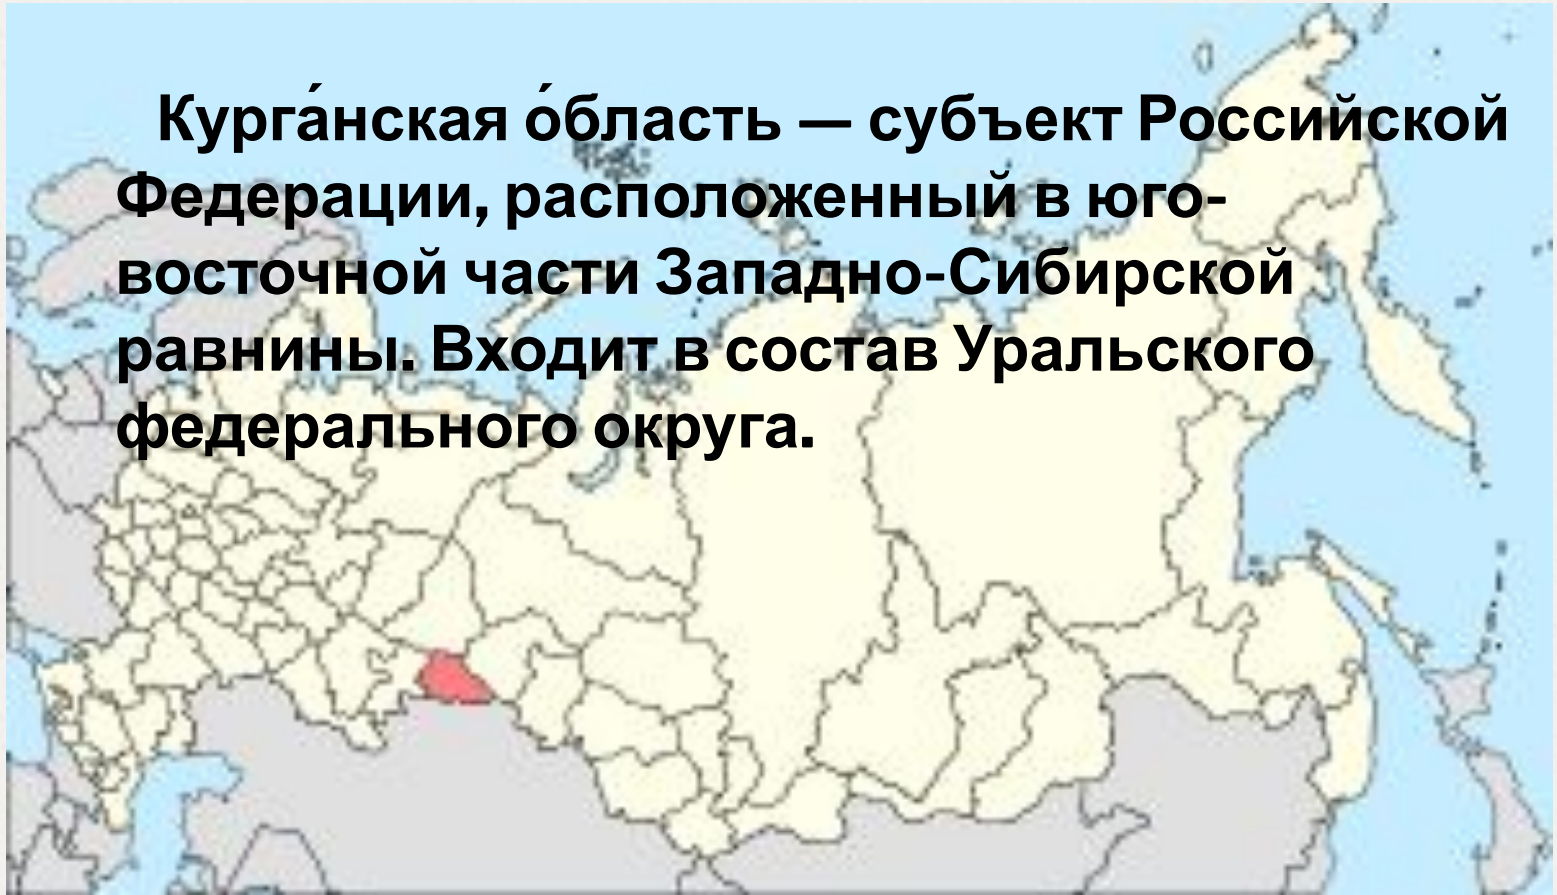 Курга́нская о́бласть — субъект Российской
Федерации, расположенный в юго-
восточной части Западно-Сибирской
равнины. Входит в состав Уральского
федерального округа.